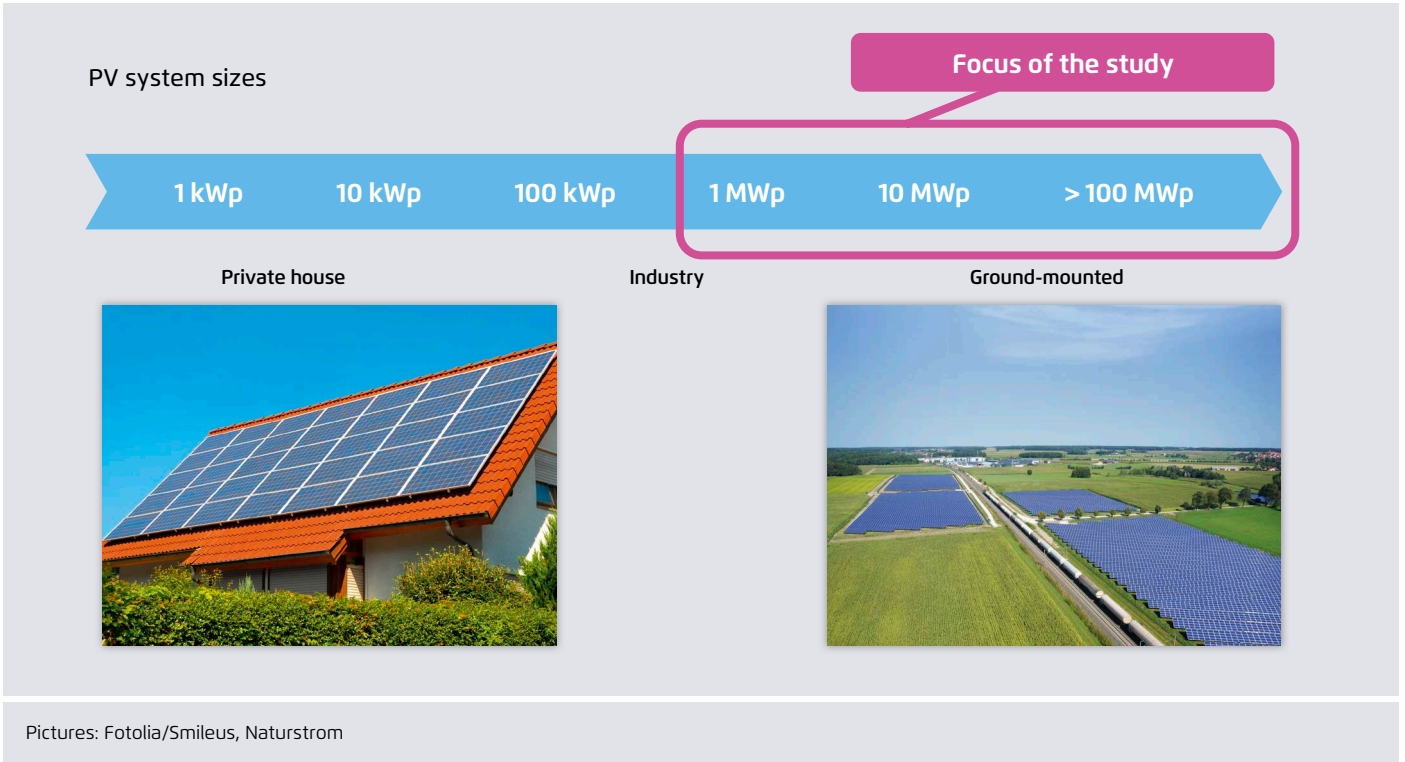 Focus of the study
PV system sizes
1 kWp 10 kWp 100 kWp 1 MWp 10 MWp > 100 MWp
Private house Industry Ground-mounted
Pictures: Fotolia/Smileus, Naturstrom